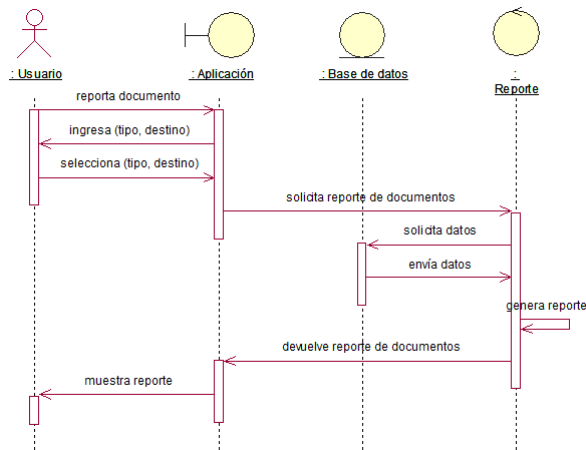 : Usuario
: Aplicación
: Base de datos
:
Reporte
reporta documento
ingresa (tipo, destino)
selecciona (tipo, destino)
solicita reporte de documentos
solicita datos
envía datos
genera reporte
devuelve reporte de documentos
muestra reporte